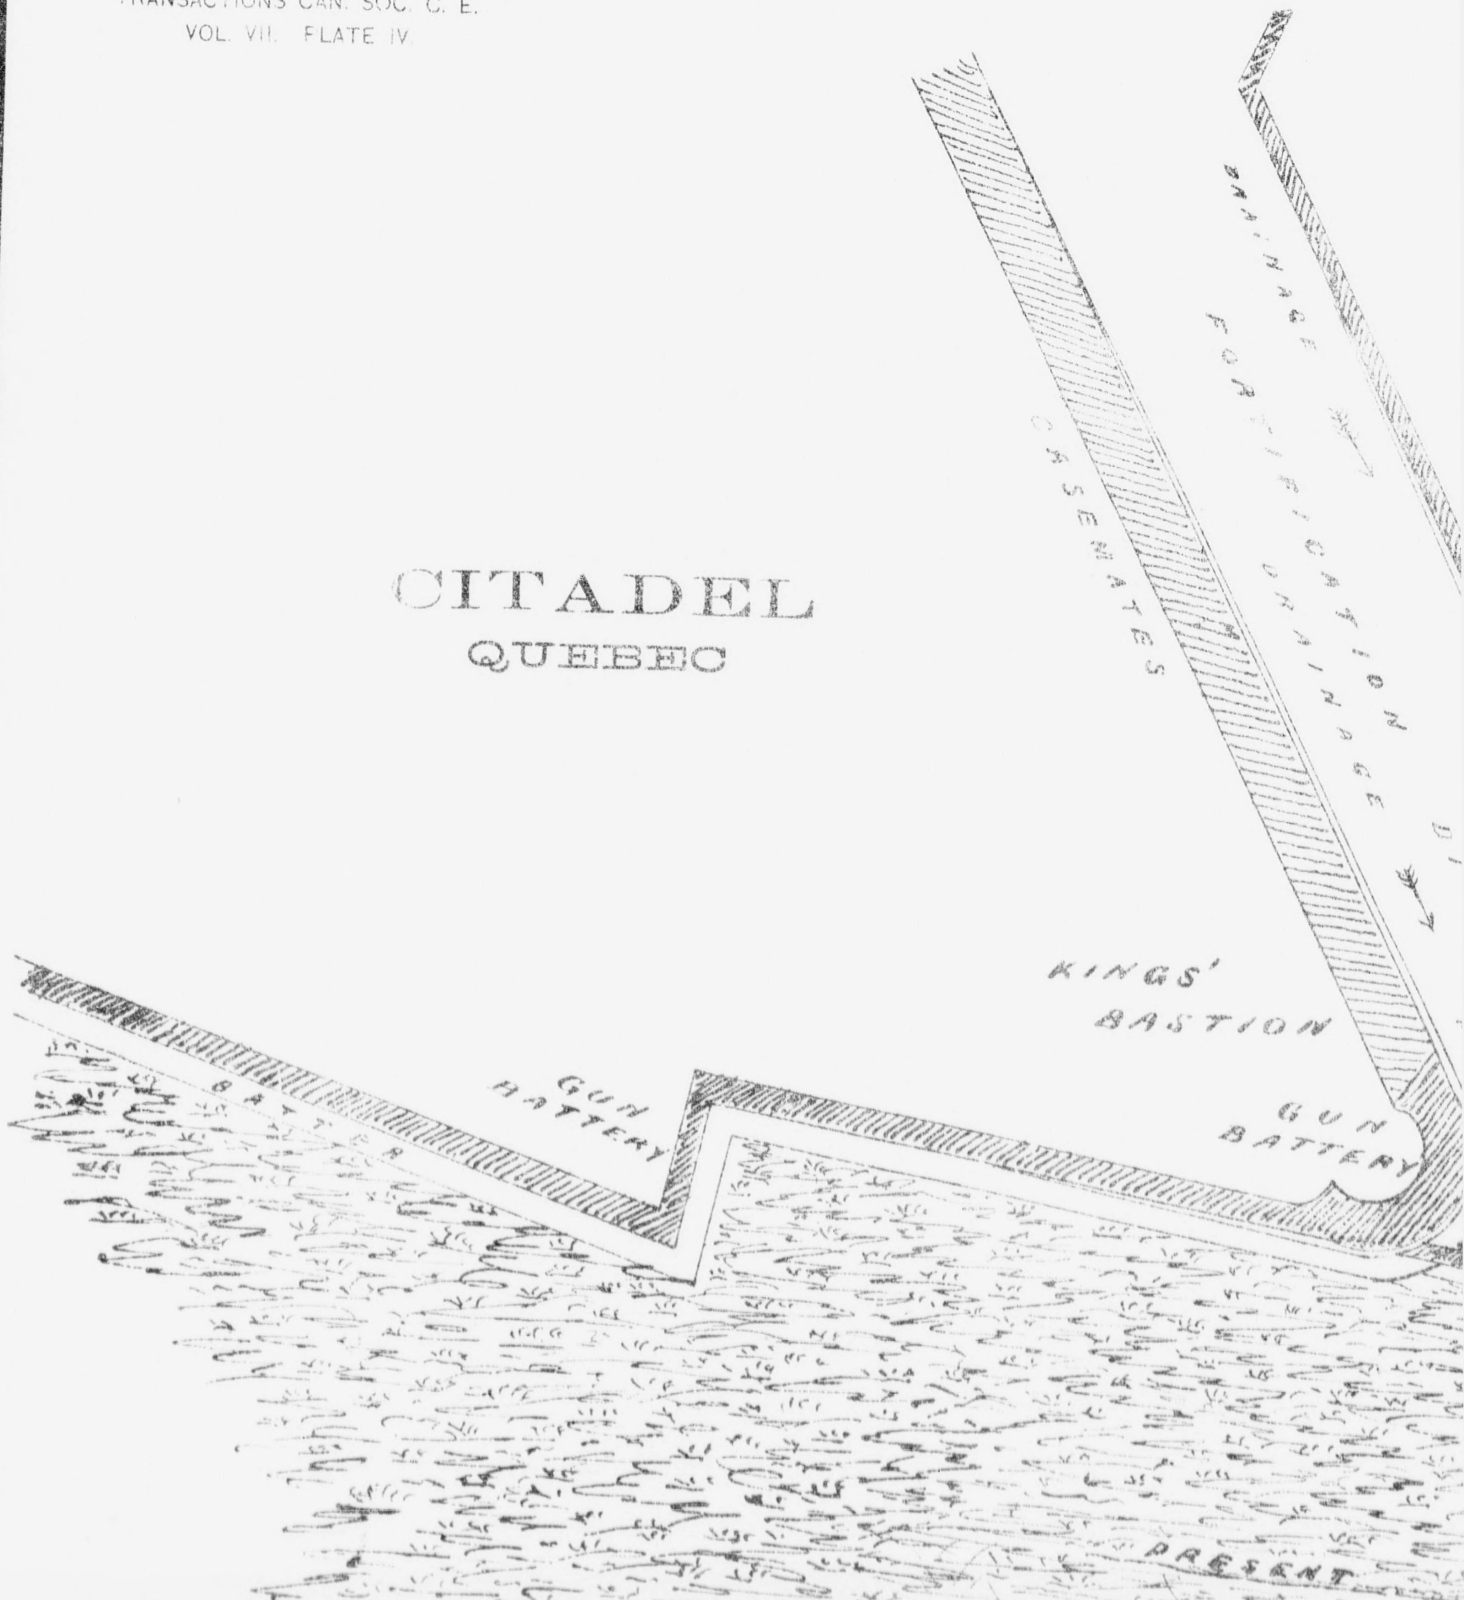 TRANSACTIONS CAN. SOC. C. E.
VOL. VII. PLATE IV.
DRAINAGE
FORTIFICATION
CASEMATES
DRAINAGE
CITADEL
QUEBEC
KINGS'
BASTION
GUN
BATTERY
GUN
BATTERY
BATTER
PRESENT